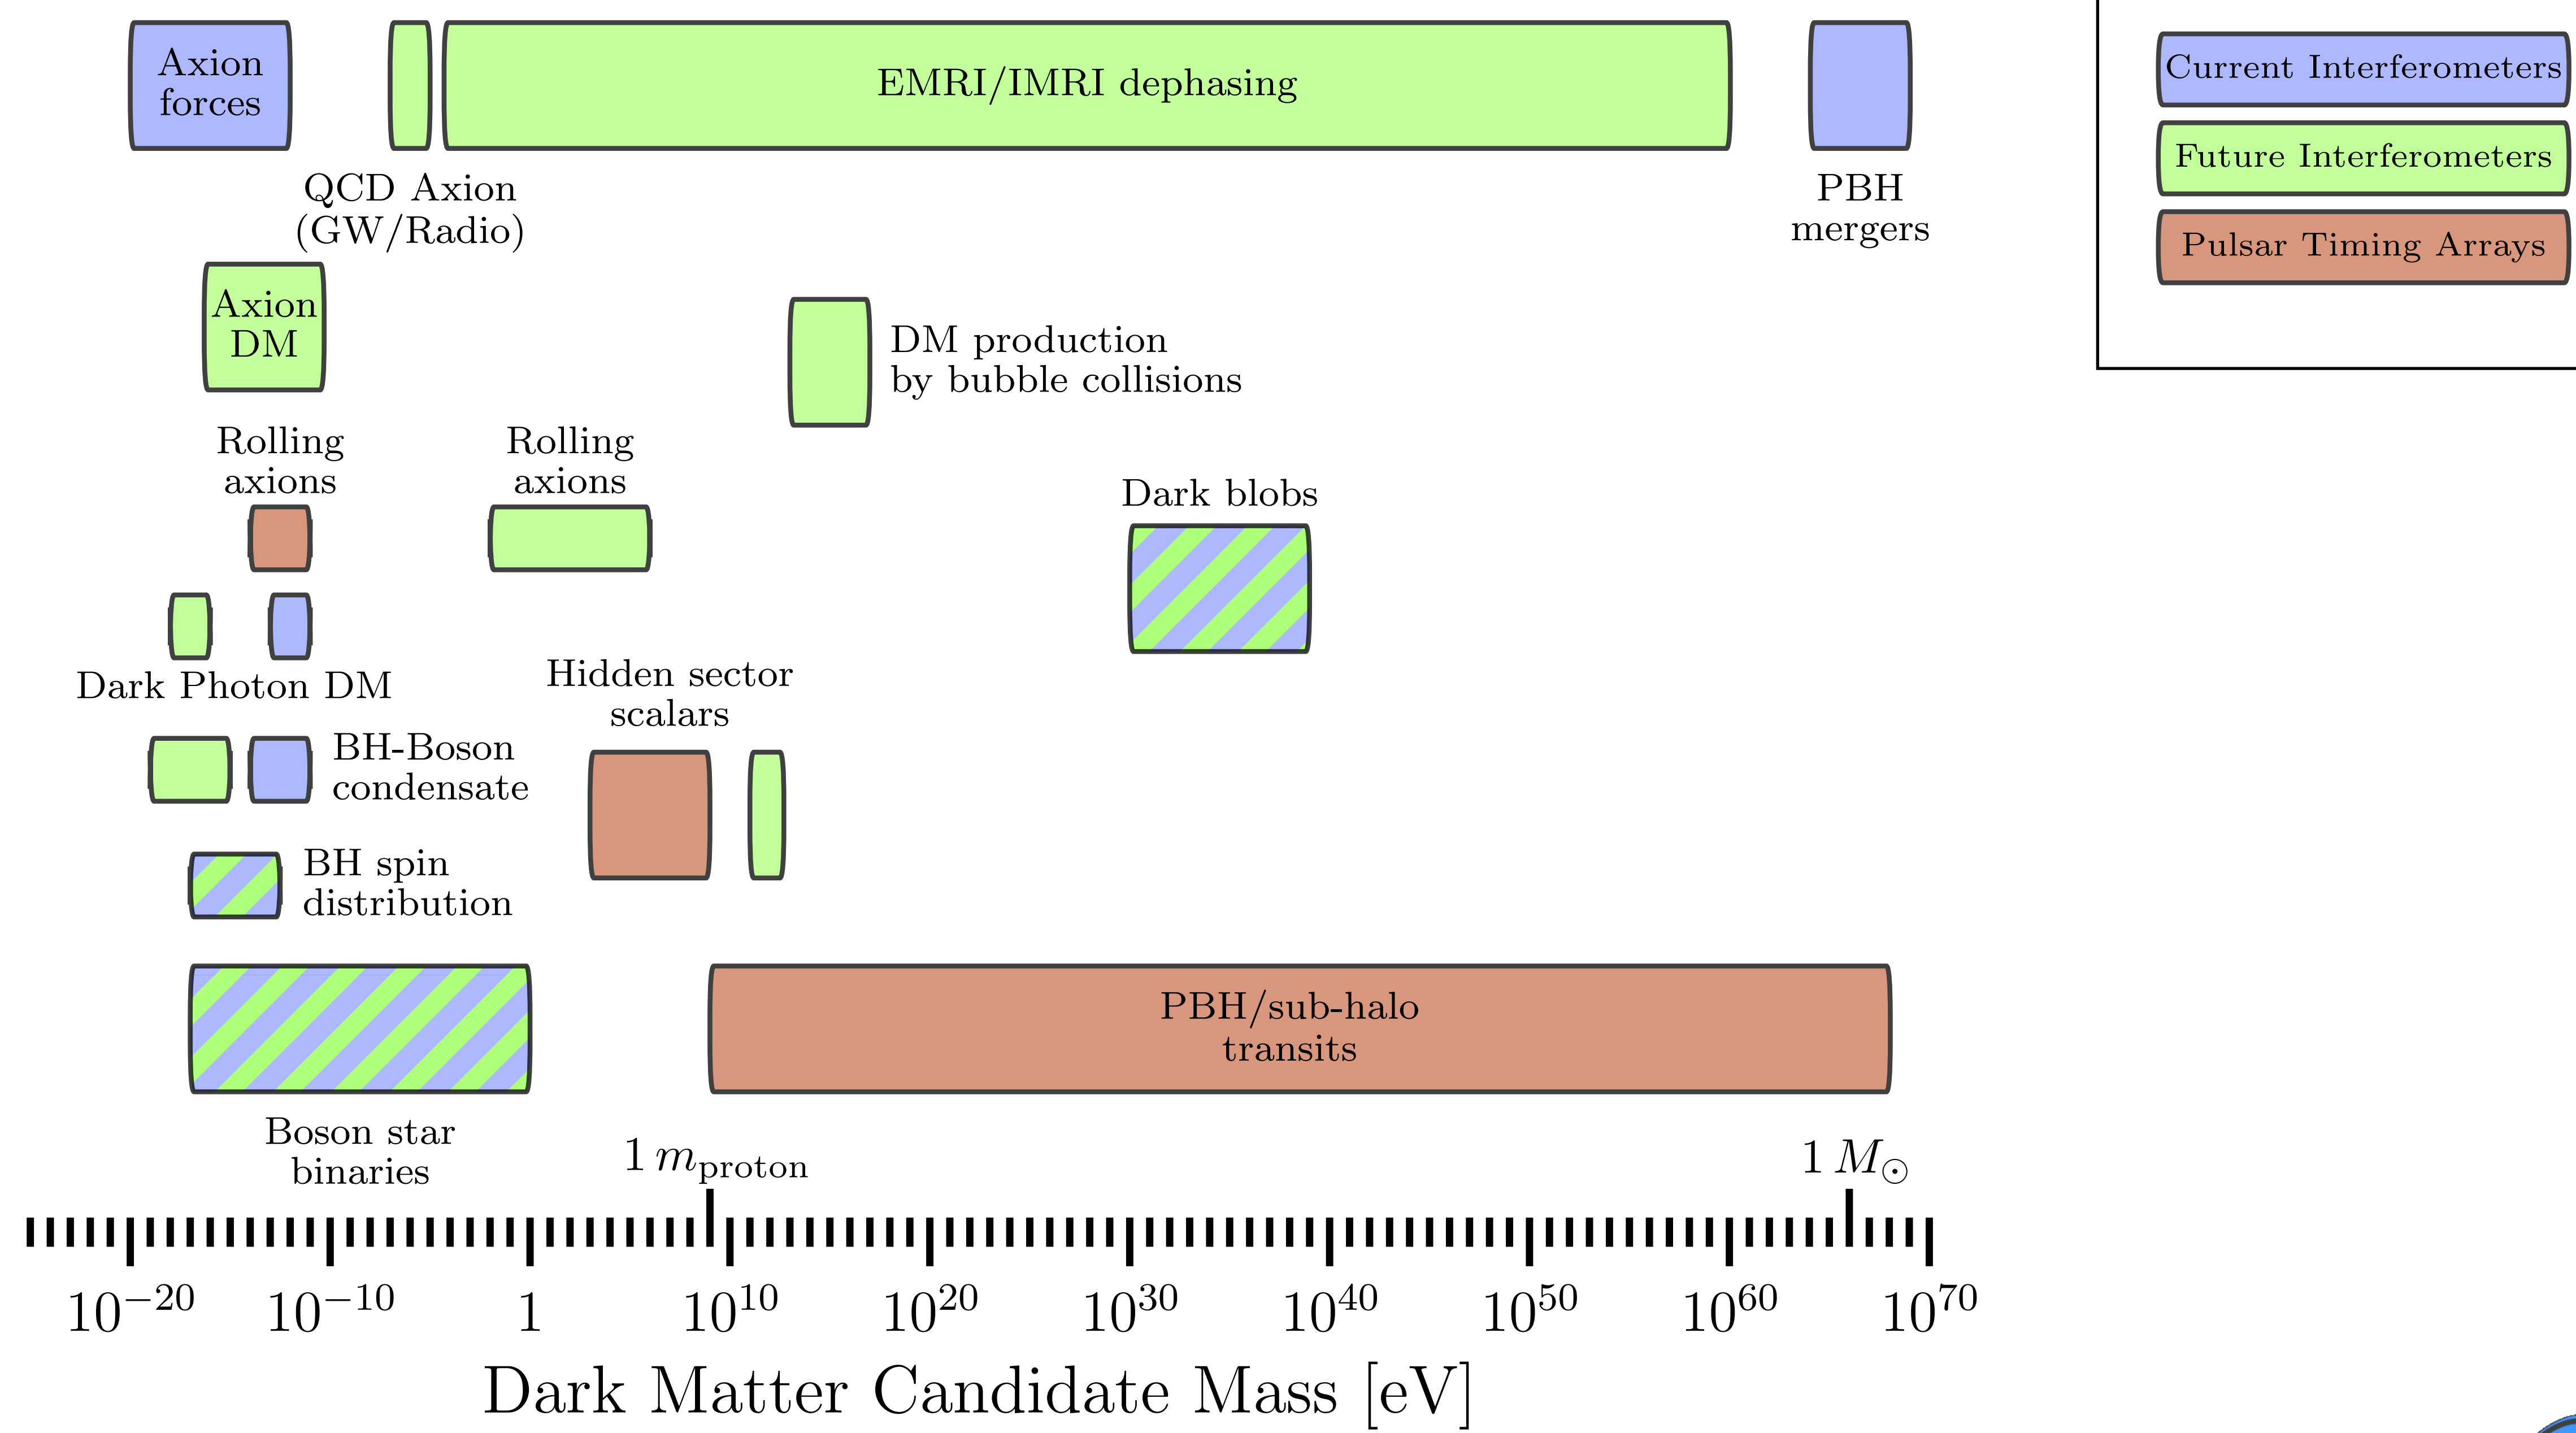 Axion
forces
EMRI/IMRI dephasing
Current Interferometers
Future Interferometers
Pulsar Timing Arrays
QCD Axion
(GW/Radio)
PBH
mergers
Axion
DM
DM production
by bubble collisions
Rolling
axions
Rolling
axions
Dark blobs
Dark Photon DM
Hidden sector
scalars
BH-Boson
condensate
BH spin
distribution
PBH/sub-halo
transits
Boson star
binaries
1 m_proton
1 M_☉
10^−20 10^−10 1 10^10 10^20 10^30 10^40 10^50 10^60 10^70
Dark Matter Candidate Mass [eV]